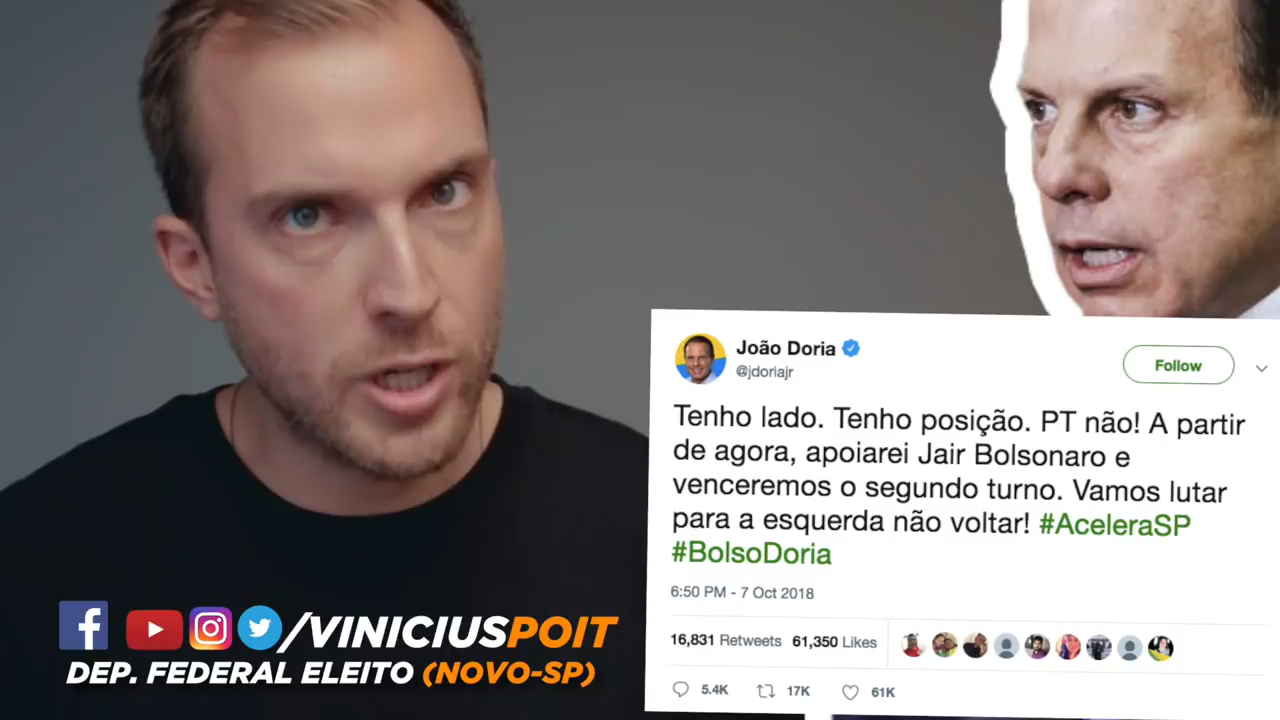 João Doria
@jdoriajr
Follow
Tenho lado. Tenho posição. PT não! A partir
de agora, apoiarei Jair Bolsonaro e
venceremos o segundo turno. Vamos lutar
para a esquerda não voltar! #AceleraSP
#BolsoDoria
6:50 PM - 7 Oct 2018
16,831 Retweets 61,350 Likes
5.4K 17K 61K
/VINICIUSPOIT
DEP. FEDERAL ELEITO (NOVO-SP)